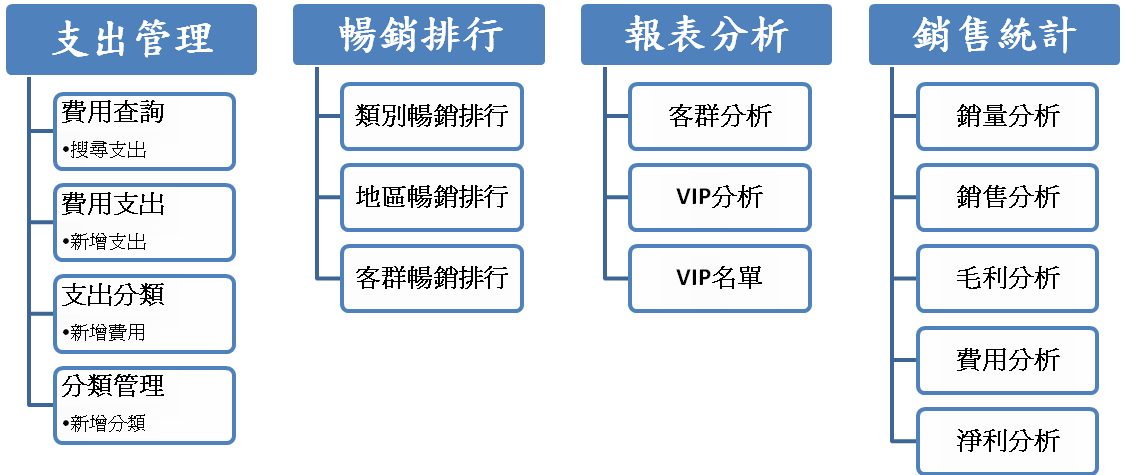 支出管理
費用查詢
•搜尋支出
費用支出
•新增支出
支出分類
•新增費用
分類管理
•新增分類
暢銷排行
類別暢銷排行
地區暢銷排行
客群暢銷排行
報表分析
客群分析
VIP分析
VIP名單
銷售統計
銷量分析
銷售分析
毛利分析
費用分析
淨利分析